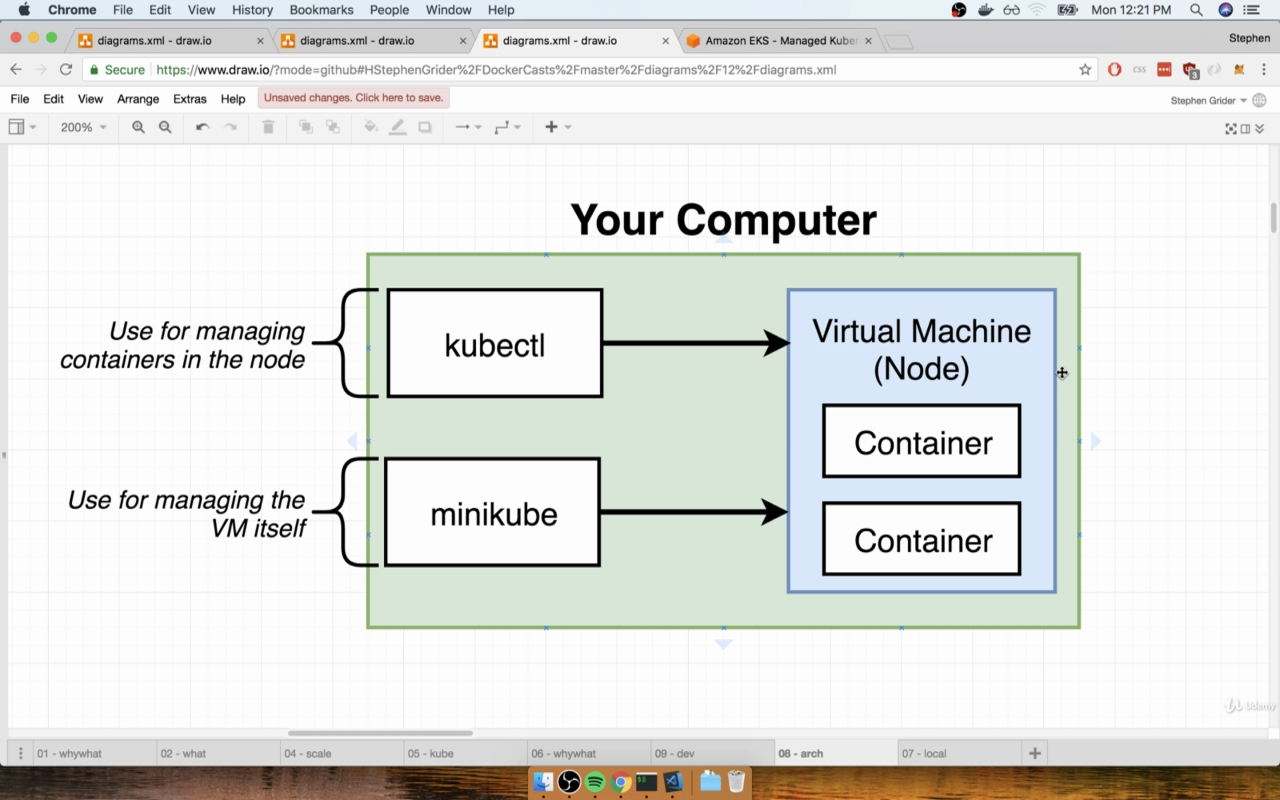 Chrome File Edit View History Bookmarks People Window Help Mon 12:21 PM
diagrams.xml - draw.io diagrams.xml - draw.io diagrams.xml - draw.io Amazon EKS - Managed Kuber Stephen
Secure https://www.draw.io/?mode=github#HStephenGrider%2FDockerCasts%2Fmaster%2Fdiagrams%2F12%2Fdiagrams.xml CSS 3
File Edit View Arrange Extras Help Unsaved changes. Click here to save. Stephen Grider
200%
Your Computer
Use for managing
containers in the node
kubectl
Virtual Machine
(Node)
Container
Use for managing the
VM itself
minikube
Container
Udemy
01 - whywhat 02 - what 04 - scale 05 - kube 06 - whywhat 09 - dev 08 - arch 07 - local